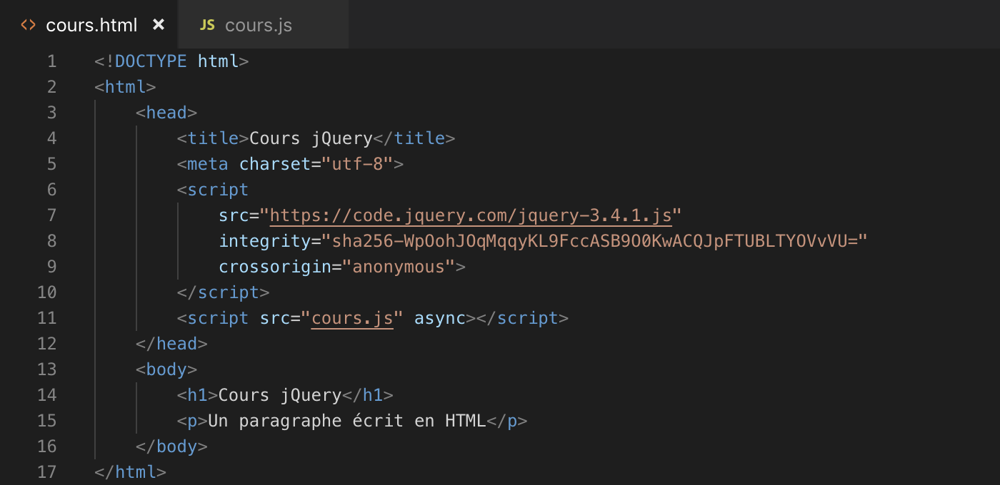 <> cours.html × JS cours.js
1 <!DOCTYPE html>
2 <html>
3     <head>
4         <title>Cours jQuery</title>
5         <meta charset="utf-8">
6         <script
7             src="https://code.jquery.com/jquery-3.4.1.js"
8             integrity="sha256-WpOohJOqMqqyKL9FccASB9O0KwACQJpFTUBLTYOVvVU="
9             crossorigin="anonymous">
10         </script>
11         <script src="cours.js" async></script>
12     </head>
13     <body>
14         <h1>Cours jQuery</h1>
15         <p>Un paragraphe écrit en HTML</p>
16     </body>
17 </html>